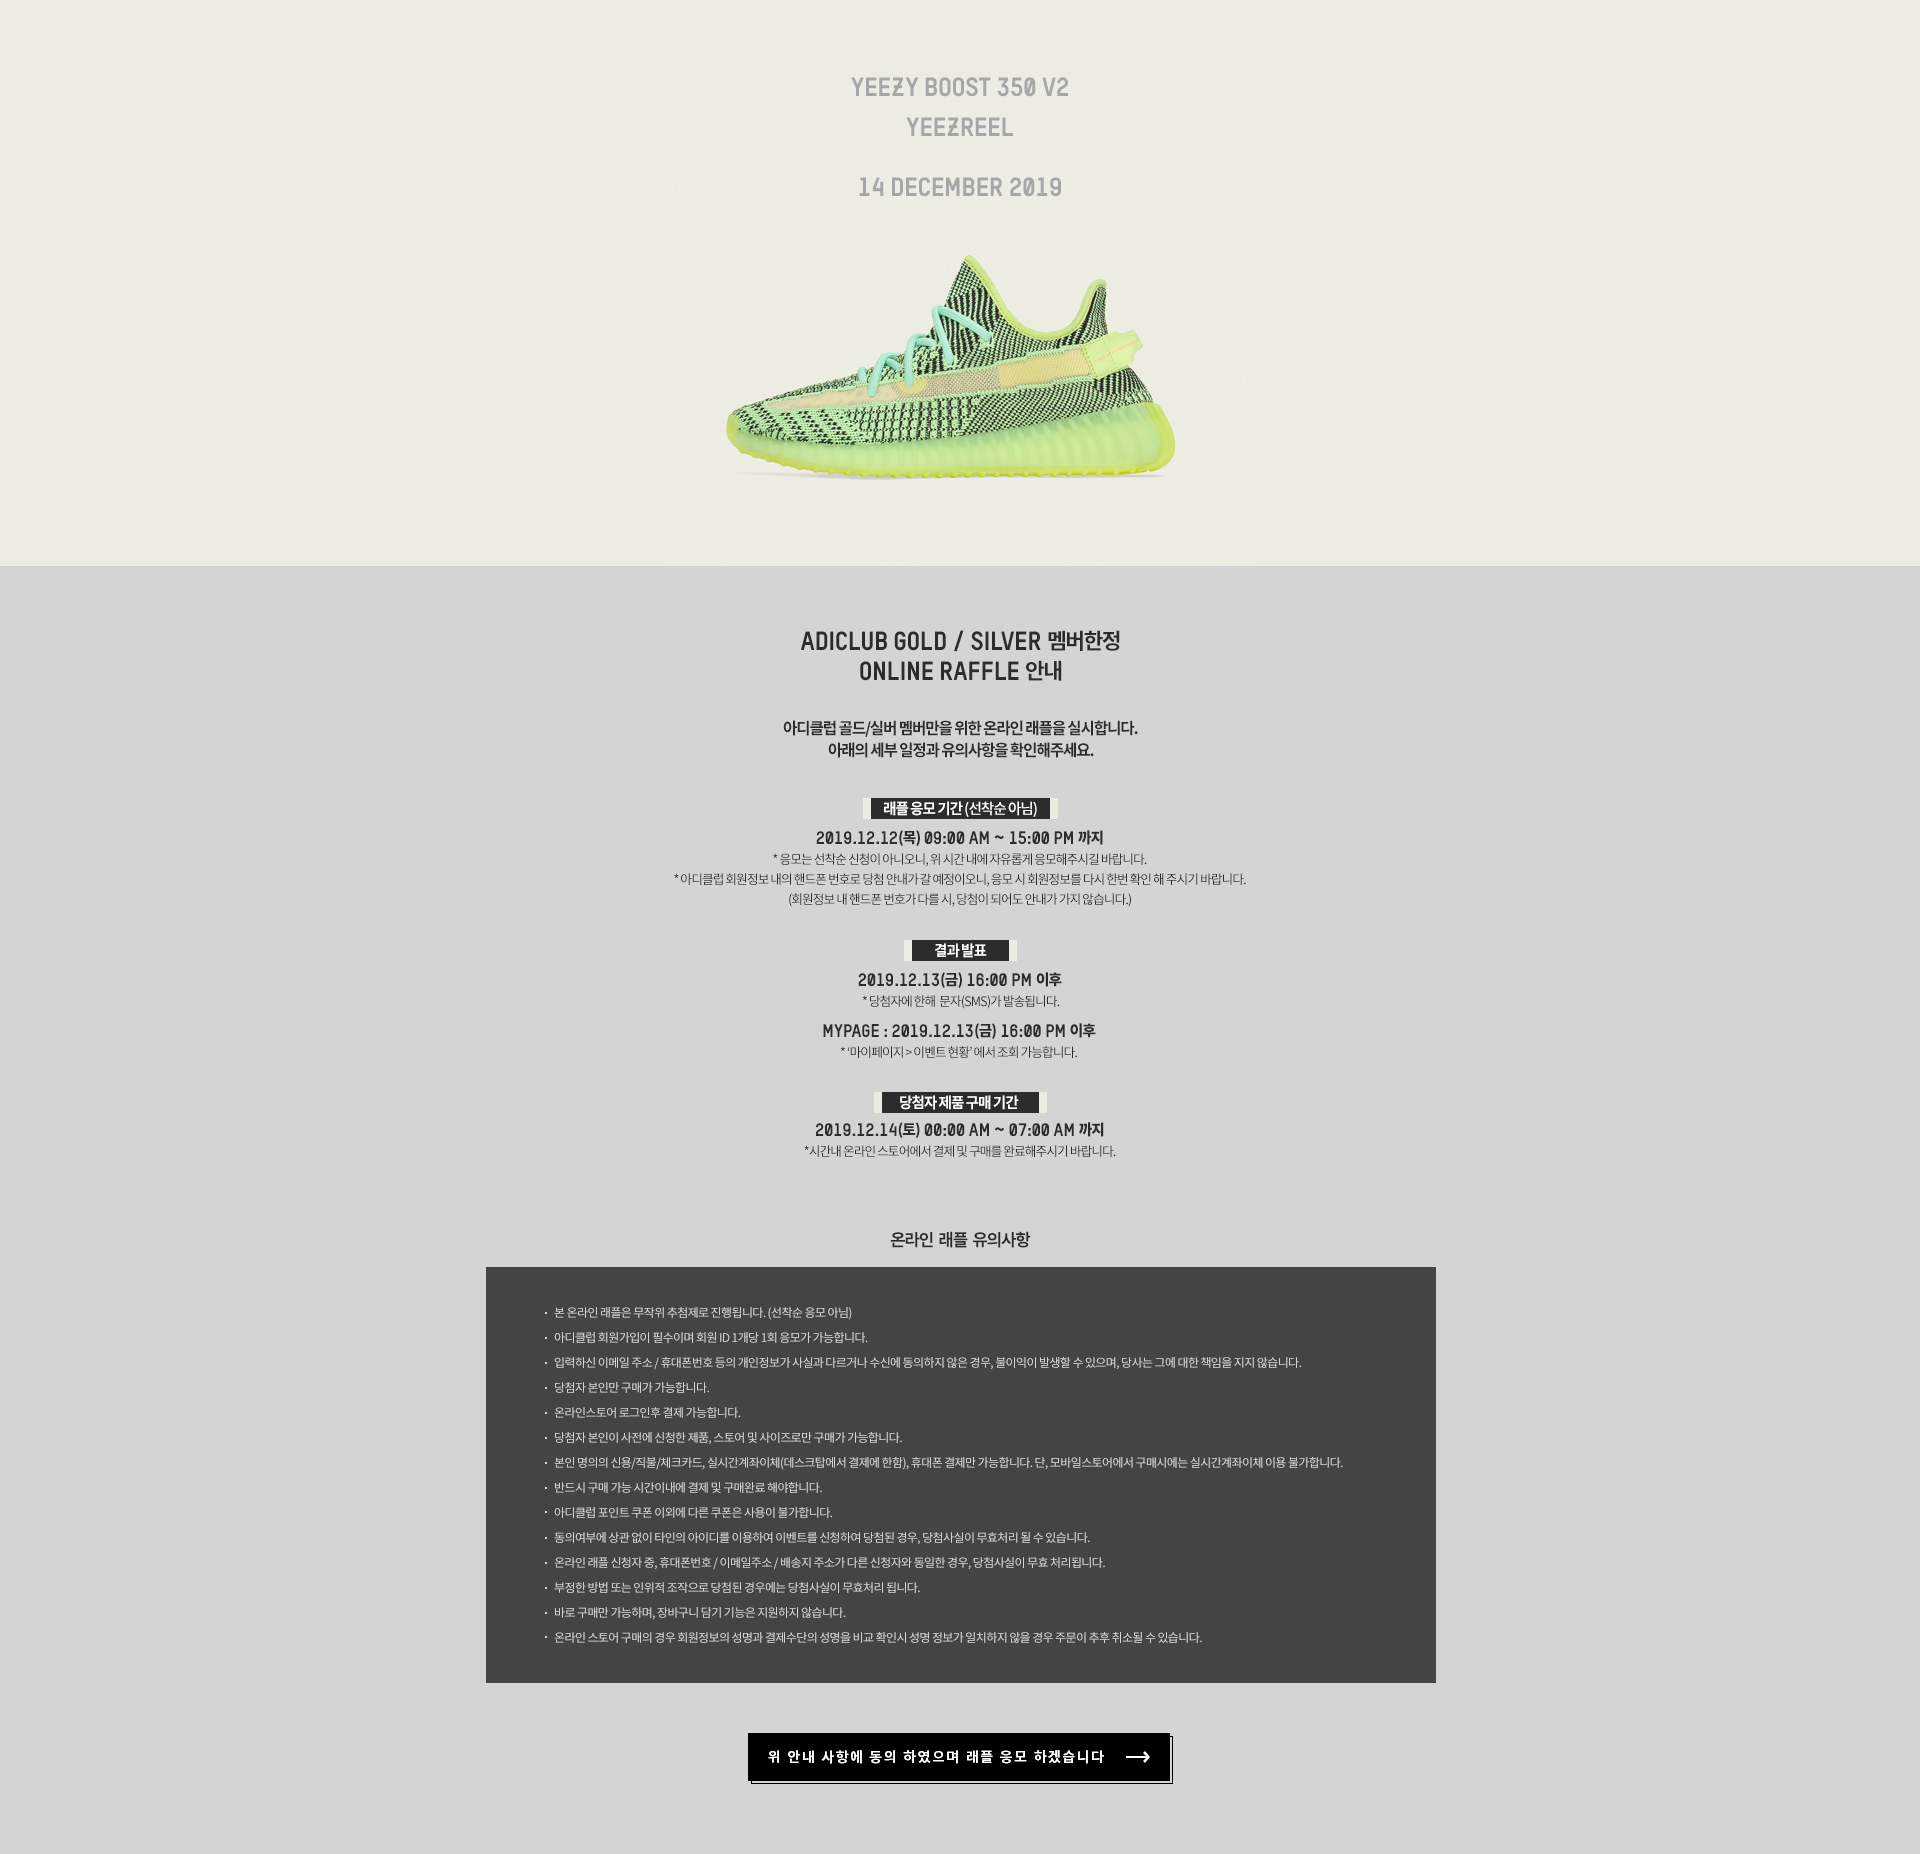 YEEZY BOOST 350 V2
YEEZREEL
14 DECEMBER 2019
ADICLUB GOLD / SILVER 멤버한정
ONLINE RAFFLE 안내
아디클럽 골드/실버 멤버만을 위한 온라인 래플을 실시합니다.
아래의 세부 일정과 유의사항을 확인해주세요.
래플 응모 기간 (선착순 아님)
2019.12.12(목) 09:00 AM ~ 15:00 PM 까지
* 응모는 선착순 신청이 아니오니, 위 시간 내에 자유롭게 응모해주시길 바랍니다.
* 아디클럽 회원정보 내의 핸드폰 번호로 당첨 안내가 갈 예정이오니, 응모 시 회원정보를 다시 한번 확인 해 주시기 바랍니다.
(회원정보 내 핸드폰 번호가 다를 시, 당첨이 되어도 안내가 가지 않습니다.)
결과 발표
2019.12.13(금) 16:00 PM 이후
* 당첨자에 한해 문자(SMS)가 발송됩니다.
MYPAGE : 2019.12.13(금) 16:00 PM 이후
* ‘마이페이지 > 이벤트 현황’ 에서 조회 가능합니다.
당첨자 제품 구매 기간
2019.12.14(토) 00:00 AM ~ 07:00 AM 까지
*시간내 온라인 스토어에서 결제 및 구매를 완료해주시기 바랍니다.
온라인 래플 유의사항
· 본 온라인 래플은 무작위 추첨제로 진행됩니다. (선착순 응모 아님)
· 아디클럽 회원가입이 필수이며 회원 ID 1개당 1회 응모가 가능합니다.
· 입력하신 이메일 주소 / 휴대폰번호 등의 개인정보가 사실과 다르거나 수신에 동의하지 않은 경우, 불이익이 발생할 수 있으며, 당사는 그에 대한 책임을 지지 않습니다.
· 당첨자 본인만 구매가 가능합니다.
· 온라인스토어 로그인후 결제 가능합니다.
· 당첨자 본인이 사전에 신청한 제품, 스토어 및 사이즈로만 구매가 가능합니다.
· 본인 명의의 신용/직불/체크카드, 실시간계좌이체(데스크탑에서 결제에 한함), 휴대폰 결제만 가능합니다. 단, 모바일스토어에서 구매시에는 실시간계좌이체 이용 불가합니다.
· 반드시 구매 가능 시간이내에 결제 및 구매완료 해야합니다.
· 아디클럽 포인트 쿠폰 이외에 다른 쿠폰은 사용이 불가합니다.
· 동의여부에 상관 없이 타인의 아이디를 이용하여 이벤트를 신청하여 당첨된 경우, 당첨사실이 무효처리 될 수 있습니다.
· 온라인 래플 신청자 중, 휴대폰번호 / 이메일주소 / 배송지 주소가 다른 신청자와 동일한 경우, 당첨사실이 무효 처리됩니다.
· 부정한 방법 또는 인위적 조작으로 당첨된 경우에는 당첨사실이 무효처리 됩니다.
· 바로 구매만 가능하며, 장바구니 담기 기능은 지원하지 않습니다.
· 온라인 스토어 구매의 경우 회원정보의 성명과 결제수단의 성명을 비교 확인시 성명 정보가 일치하지 않을 경우 주문이 추후 취소될 수 있습니다.
위 안내 사항에 동의 하였으며 래플 응모 하겠습니다